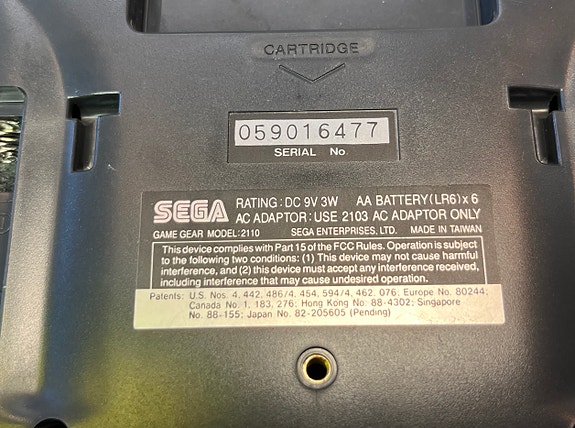 CARTRIDGE
059016477
SERIAL No.
SEGA
RATING: DC 9V 3W AA BATTERY(LR6)x 6
AC ADAPTOR: USE 2103 AC ADAPTOR ONLY
GAME GEAR MODEL: 2110 SEGA ENTERPRISES, LTD. MADE IN TAIWAN
This device complies with Part 15 of the FCC Rules. Operation is subject
to the following two conditions: (1) This device may not cause harmful
interference, and (2) this device must accept any interference received,
including interference that may cause undesired operation.
Patents: U.S. Nos. 4, 442, 486/4, 454, 594/4, 462, 076; Europe No. 80244;
Canada No. 1, 183, 276; Hong Kong No. 88-4302; Singapore
No. 88-155; Japan No. 82-205605 (Pending)